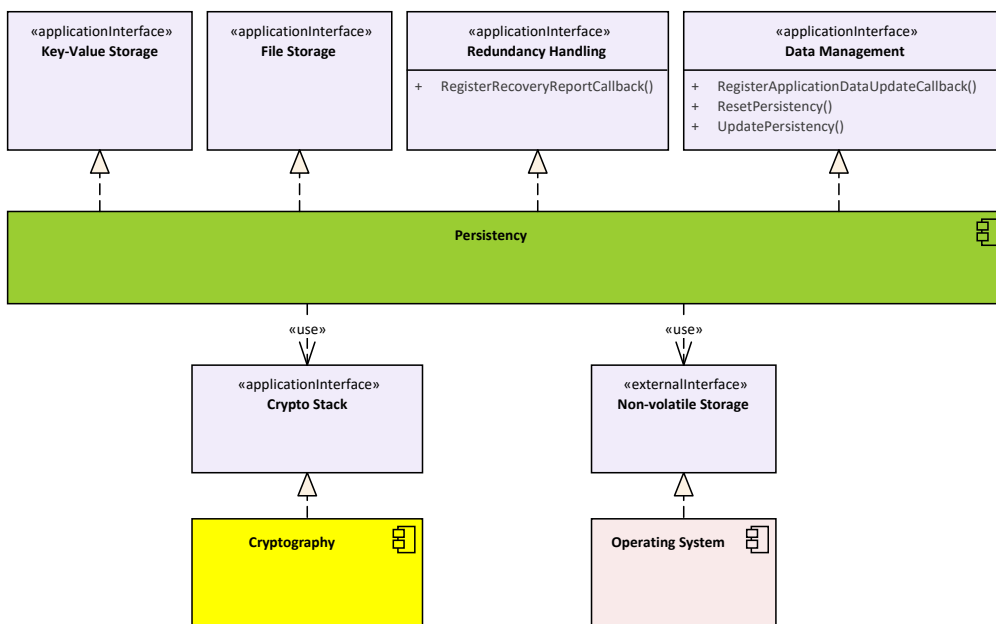 «applicationInterface»
Key-Value Storage
«applicationInterface»
File Storage
«applicationInterface»
Redundancy Handling
+ RegisterRecoveryReportCallback()
«applicationInterface»
Data Management
+ RegisterApplicationDataUpdateCallback()
+ ResetPersistency()
+ UpdatePersistency()
Persistency
«use»
«use»
«applicationInterface»
Crypto Stack
«externalInterface»
Non-volatile Storage
Cryptography
Operating System